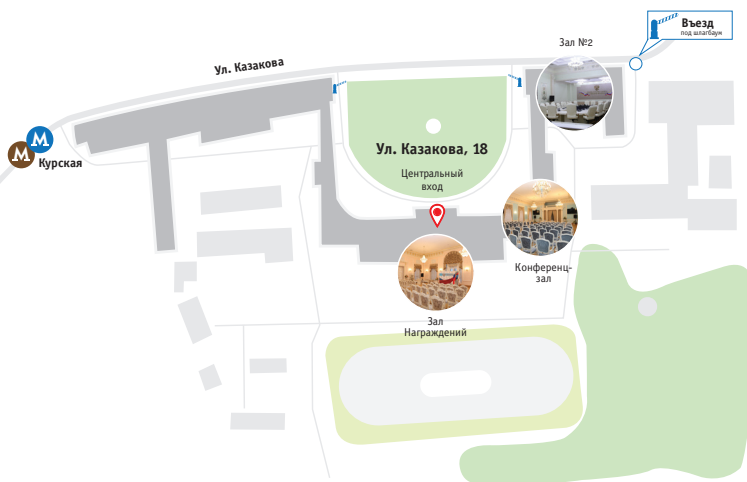 Въезд
под шлагбаум
Зал №2
Ул. Казакова
М
М
Курская
Ул. Казакова, 18
Центральный
вход
Конференц-
зал
Зал
Награждений